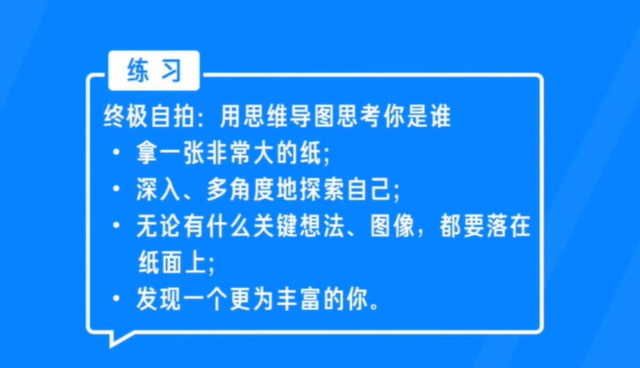 练习
终极自拍：用思维导图思考你是谁
• 拿一张非常大的纸；
• 深入、多角度地探索自己；
• 无论有什么关键想法、图像，都要落在
纸面上；
• 发现一个更为丰富的你。